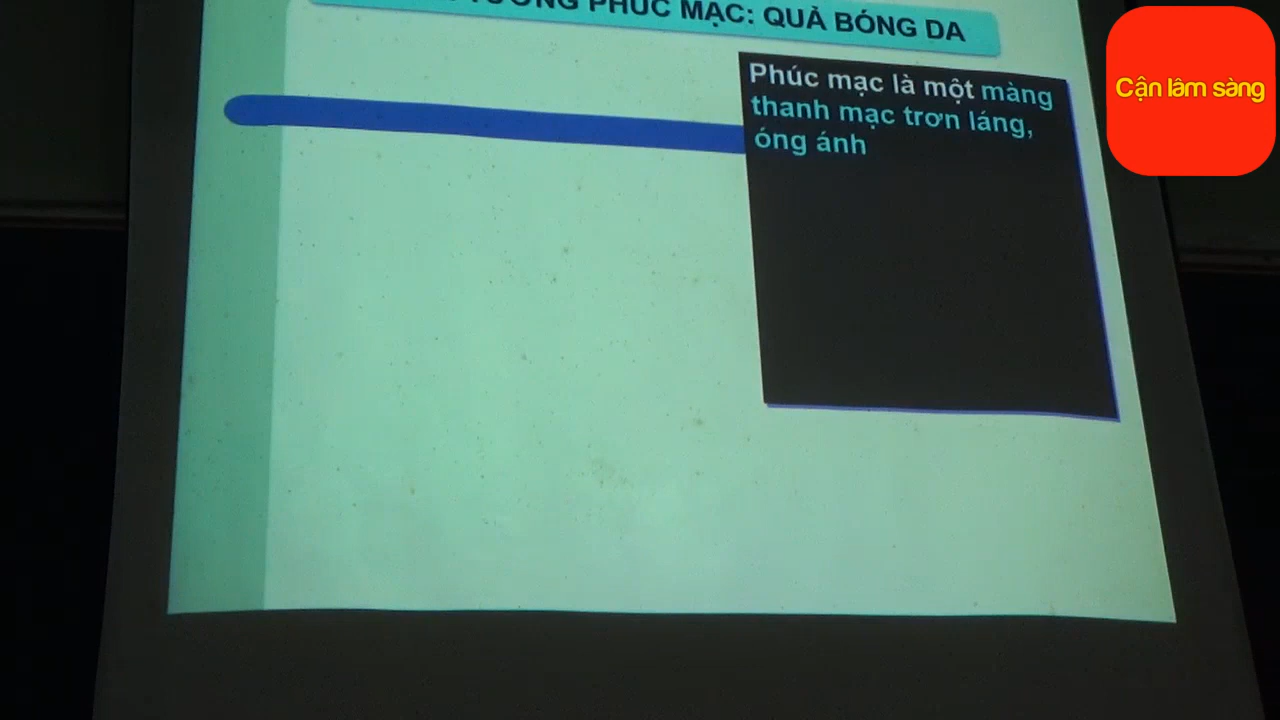 TƯỢNG PHÚC MẠC: QUẢ BÓNG DA
Phúc mạc là một màng
thanh mạc trơn láng,
óng ánh
Cận lâm sàng